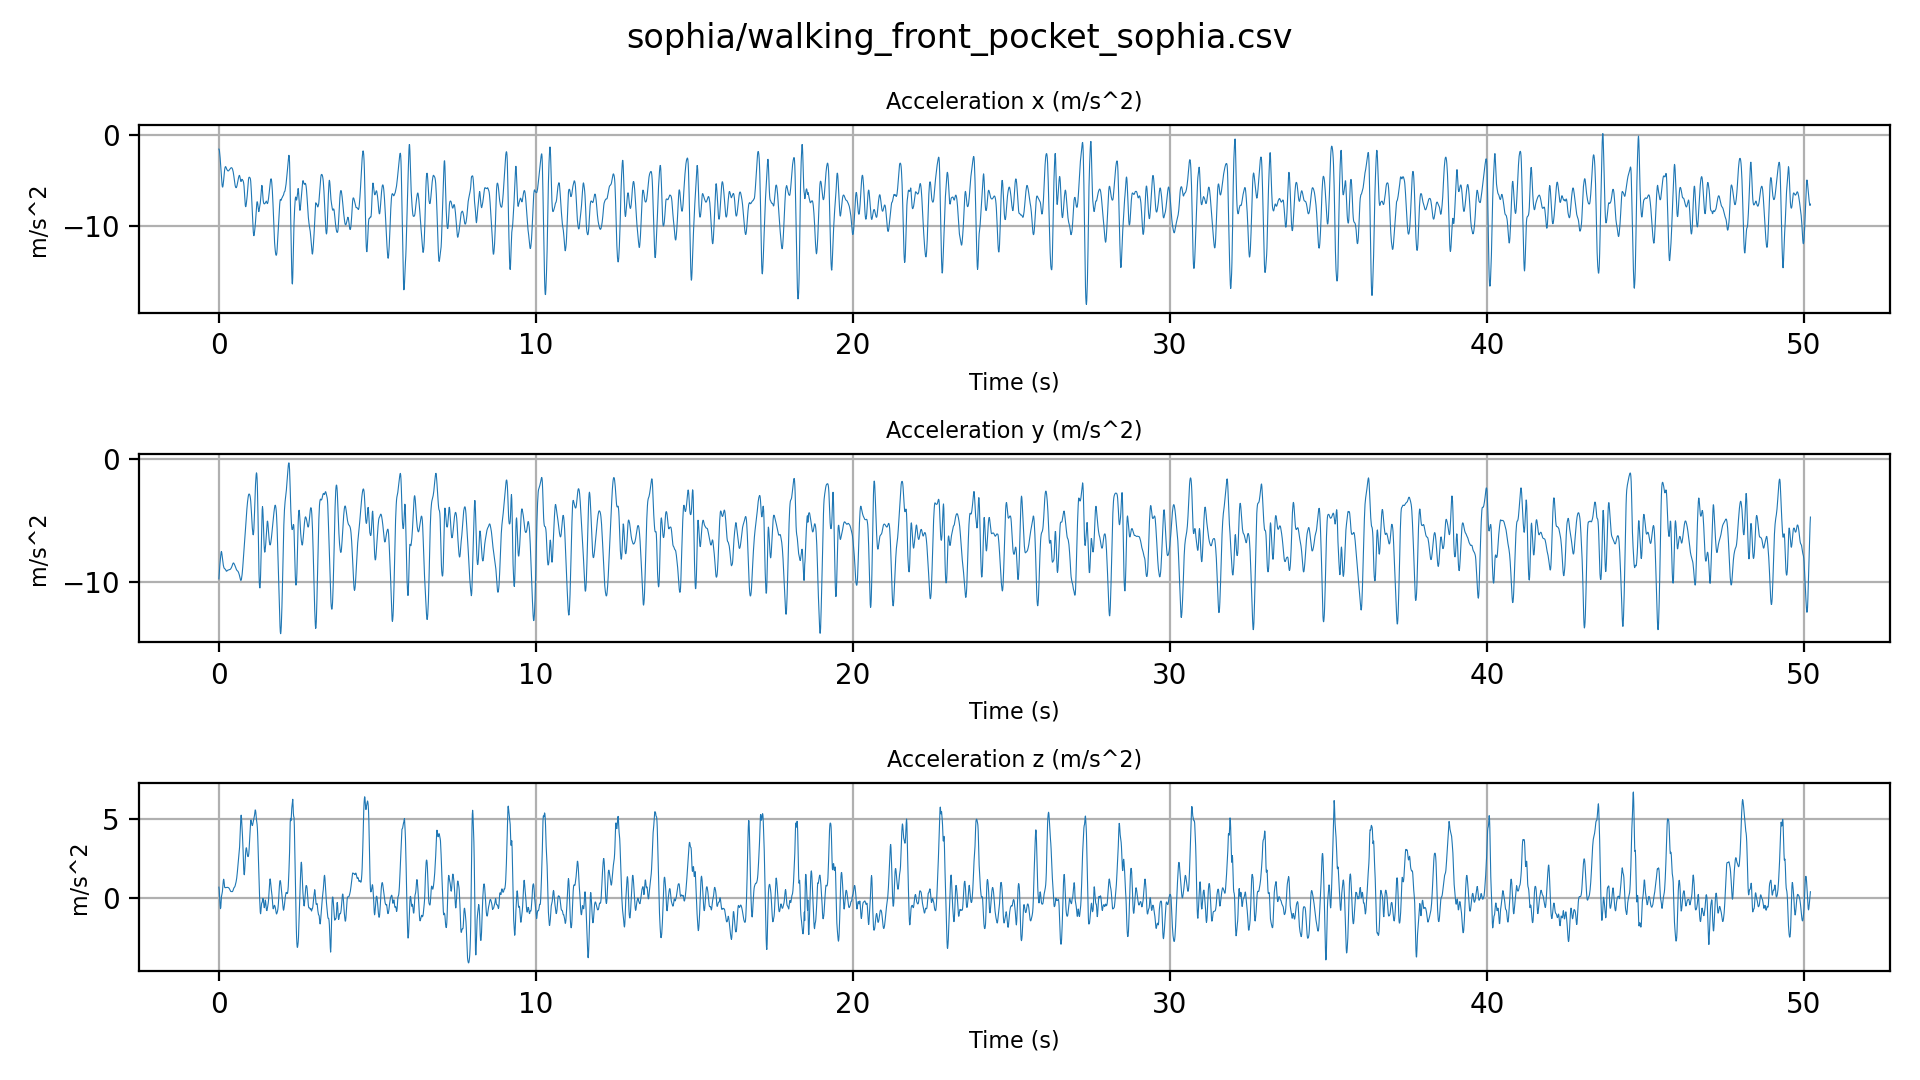 sophia/walking_front_pocket_sophia.csv
Acceleration x (m/s^2)
0
−10
m/s^2
0 10 20 30 40 50
Time (s)
Acceleration y (m/s^2)
0
−10
m/s^2
0 10 20 30 40 50
Time (s)
Acceleration z (m/s^2)
5
0
m/s^2
0 10 20 30 40 50
Time (s)